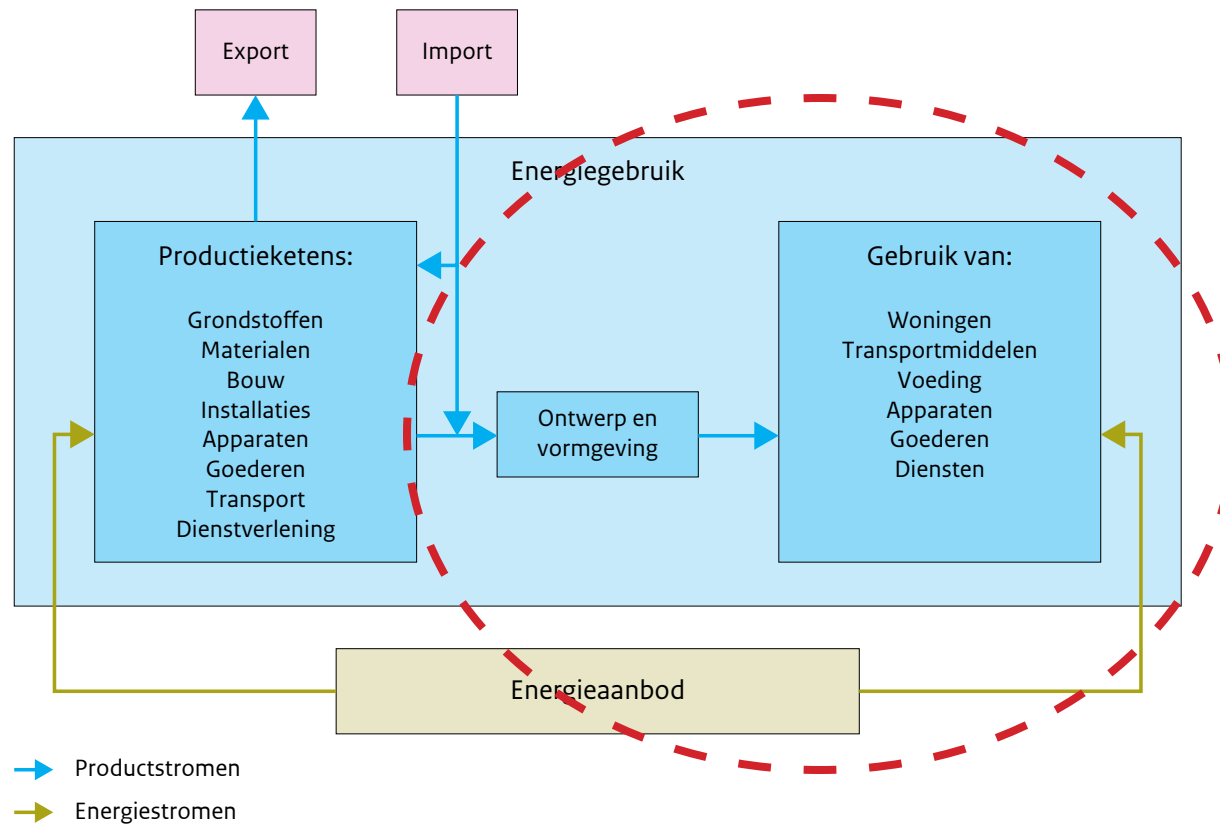 Export
Import
Energiegebruik
Productieketens:
Grondstoffen
Materialen
Bouw
Installaties
Apparaten
Goederen
Transport
Dienstverlening
Ontwerp en
vormgeving
Gebruik van:
Woningen
Transportmiddelen
Voeding
Apparaten
Goederen
Diensten
Energieaanbod
Productstromen
Energiestromen